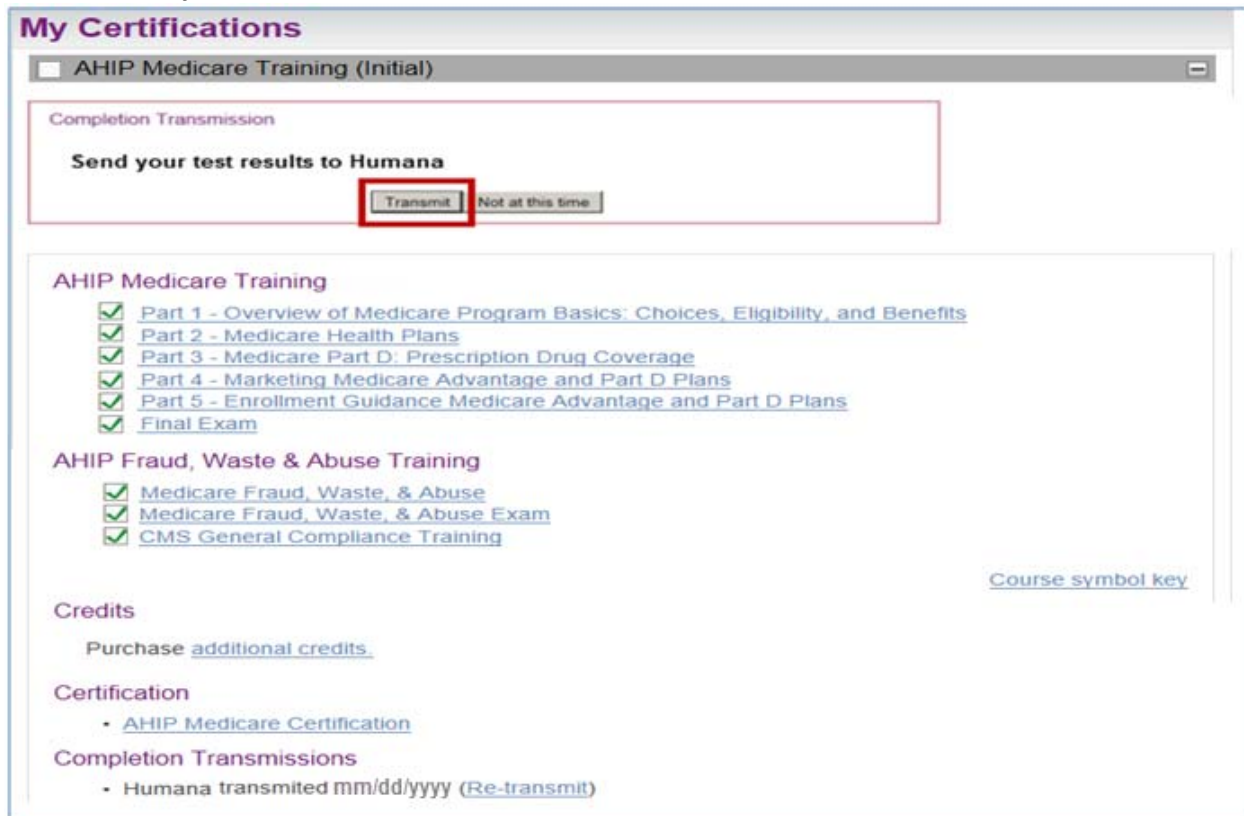 My Certifications
AHIP Medicare Training (Initial)
Completion Transmission
Send your test results to Humana
Transmit Not at this time
AHIP Medicare Training
Part 1 - Overview of Medicare Program Basics: Choices, Eligibility, and Benefits
Part 2 - Medicare Health Plans
Part 3 - Medicare Part D: Prescription Drug Coverage
Part 4 - Marketing Medicare Advantage and Part D Plans
Part 5 - Enrollment Guidance Medicare Advantage and Part D Plans
Final Exam
AHIP Fraud, Waste & Abuse Training
Medicare Fraud, Waste, & Abuse
Medicare Fraud, Waste, & Abuse Exam
CMS General Compliance Training
Course symbol key
Credits
Purchase additional credits.
Certification
• AHIP Medicare Certification
Completion Transmissions
• Humana transmited mm/dd/yyyy (Re-transmit)